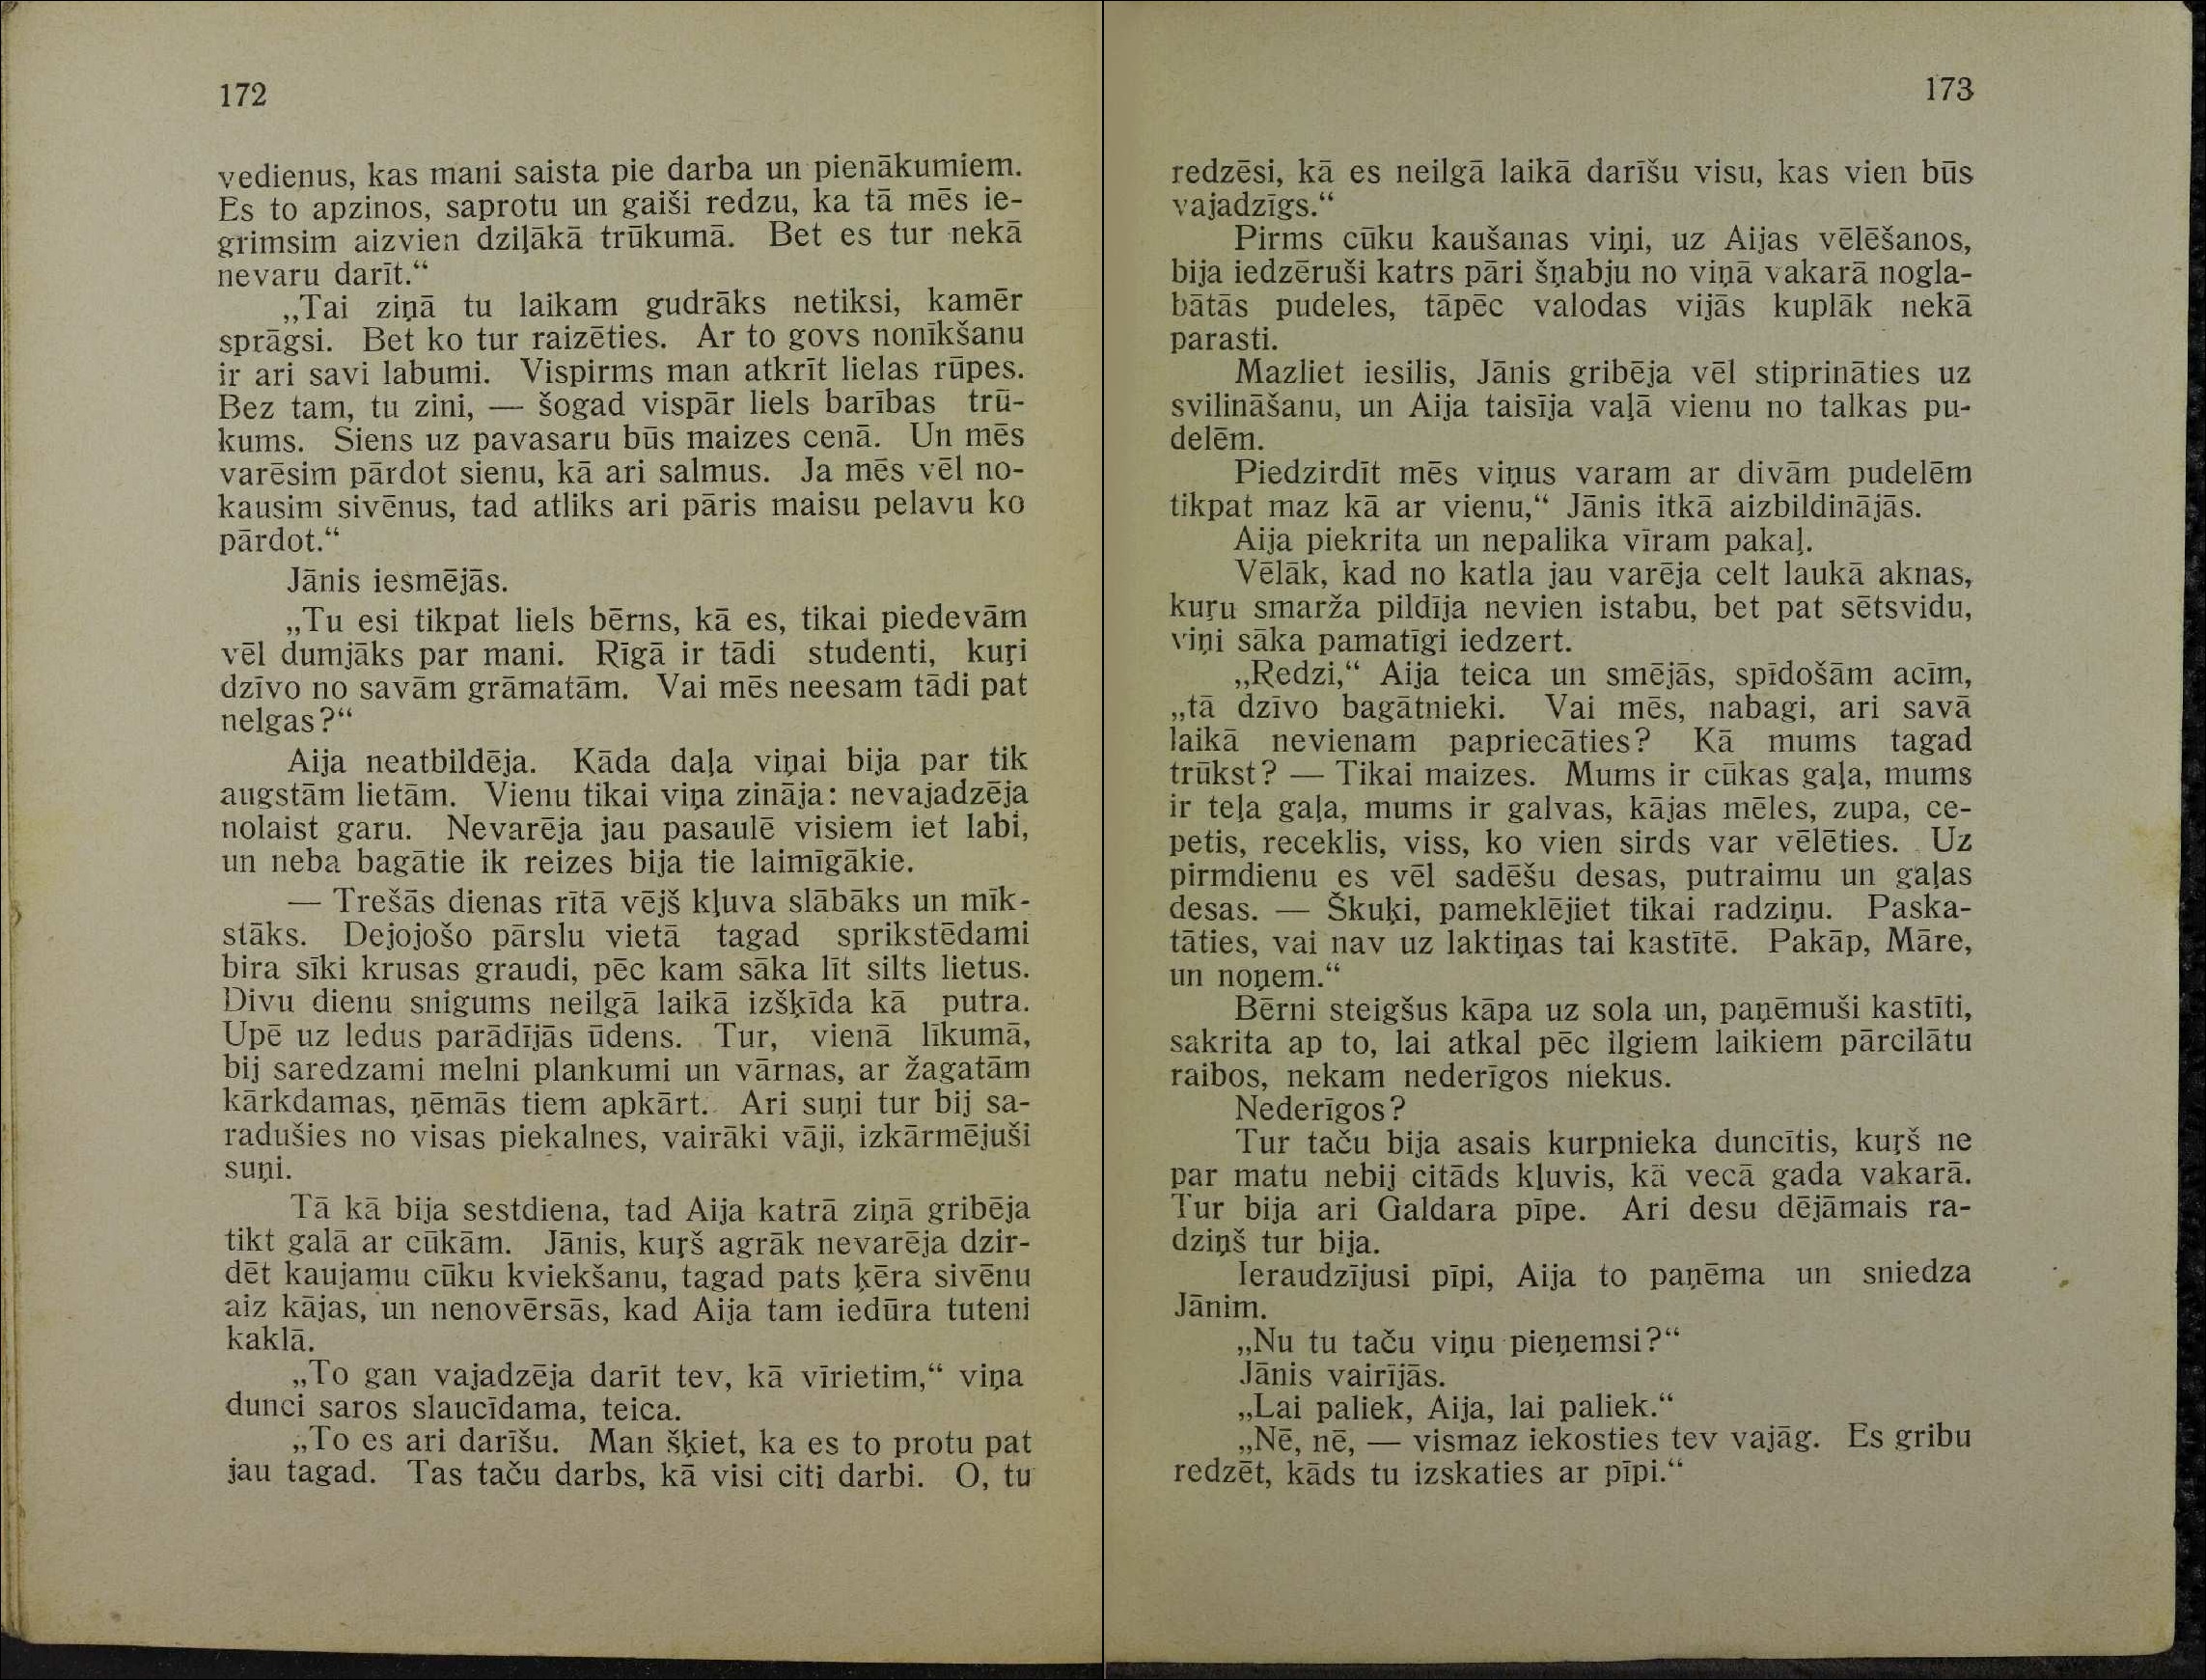 172
vedienus, kas mani saista pie darba un pienākumiem.
Es to apzinos, saprotu un gaiši redzu, ka tā mēs ie-
grimsim aizvien dziļākā trūkumā. Bet es tur nekā
nevaru darīt.“
„Tai ziņā tu laikam gudrāks netiksi, kamēr
sprāgsi. Bet ko tur raizēties. Ar to govs nonīkšanu
ir ari savi labumi. Vispirms man atkrīt lielas rūpes.
Bez tam, tu zini, — šogad vispār liels barības trū-
kums. Siens uz pavasaru būs maizes cenā. Un mēs
varēsim pārdot sienu, kā ari salmus. Ja mēs vēl no-
kausim sivēnus, tad atliks ari pāris maisu pelavu ko
pārdot.“
Jānis iesmējās.
„Tu esi tikpat liels bērns, kā es, tikai piedevām
vēl dumjāks par mani. Rīgā ir tādi studenti, kuŗi
dzīvo no savām grāmatām. Vai mēs neesam tādi pat
nelgas?“
Aija neatbildēja. Kāda daļa viņai bija par tik
augstām lietām. Vienu tikai viņa zināja: nevajadzēja
nolaist garu. Nevarēja jau pasaulē visiem iet labi,
un neba bagātie ik reizes bija tie laimīgākie.
— Trešās dienas rītā vējš kļuva slābāks un mīk-
stāks. Dejojošo pārslu vietā tagad sprikstēdami
bira sīki krusas graudi, pēc kam sāka līt silts lietus.
Divu dienu snigums neilgā laikā izšķīda kā putra.
Upē uz ledus parādījās ūdens. Tur, vienā līkumā,
bij saredzami melni plankumi un vārnas, ar žagatām
kārkdamas, ņēmās tiem apkārt. Ari suņi tur bij sa-
radušies no visas piekalnes, vairāki vāji, izkārmējuši
suņi.
Tā kā bija sestdiena, tad Aija katrā ziņā gribēja
tikt galā ar cūkām. Jānis, kuŗš agrāk nevarēja dzir-
dēt kaujamu cūku kviekšanu, tagad pats ķēra sivēnu
aiz kājas, un nenovērsās, kad Aija tam iedūra tuteni
kaklā.
„To gan vajadzēja darīt tev, kā vīrietim,“ viņa
dunci saros slaucīdama, teica.
„To es ari darīšu. Man šķiet, ka es to protu pat
jau tagad. Tas taču darbs, kā visi citi darbi. O, tu
173
redzēsi, kā es neilgā laikā darīšu visu, kas vien būs
vajadzīgs.“
Pirms cūku kaušanas viņi, uz Aijas vēlēšanos,
bija iedzēruši katrs pāri šņabju no viņā vakarā nogla-
bātās pudeles, tāpēc valodas vijās kuplāk nekā
parasti.
Mazliet iesilis, Jānis gribēja vēl stiprināties uz
svilināšanu, un Aija taisīja vaļā vienu no talkas pu-
delēm.
Piedzirdīt mēs viņus varam ar divām pudelēm
tikpat maz kā ar vienu,“ Jānis itkā aizbildinājās.
Aija piekrita un nepalika vīram pakaļ.
Vēlāk, kad no katla jau varēja celt laukā aknas,
kuŗu smarža pildīja nevien istabu, bet pat sētsvidu,
viņi sāka pamatīgi iedzert.
„Redzi,“ Aija teica un smējās, spīdošām acīm,
„tā dzīvo bagātnieki. Vai mēs, nabagi, ari savā
laikā nevienam papriecāties? Kā mums tagad
trūkst? — Tikai maizes. Mums ir cūkas gaļa, mums
ir teļa gaļa, mums ir galvas, kājas mēles, zupa, ce-
petis, receklis, viss, ko vien sirds var vēlēties. Uz
pirmdienu es vēl sadēšu desas, putraimu un gaļas
desas. — Škuķi, pameklējiet tikai radziņu. Paska-
tāties, vai nav uz laktiņas tai kastītē. Pakāp, Māre,
un noņem.“
Bērni steigšus kāpa uz sola un, paņēmuši kastīti,
sakrita ap to, lai atkal pēc ilgiem laikiem pārcilātu
raibos, nekam nederīgos niekus.
Nederīgos?
Tur taču bija asais kurpnieka duncītis, kuŗš ne
par matu nebij citāds kļuvis, kā vecā gada vakarā.
Tur bija ari Galdara pīpe. Ari desu dējāmais ra-
dziņš tur bija.
Ieraudzījusi pīpi, Aija to paņēma un sniedza
Jānim.
„Nu tu taču viņu pieņemsi?“
Jānis vairījās.
„Lai paliek, Aija, lai paliek.“
„Nē, nē, — vismaz iekosties tev vajāg. Es gribu
redzēt, kāds tu izskaties ar pīpi.“